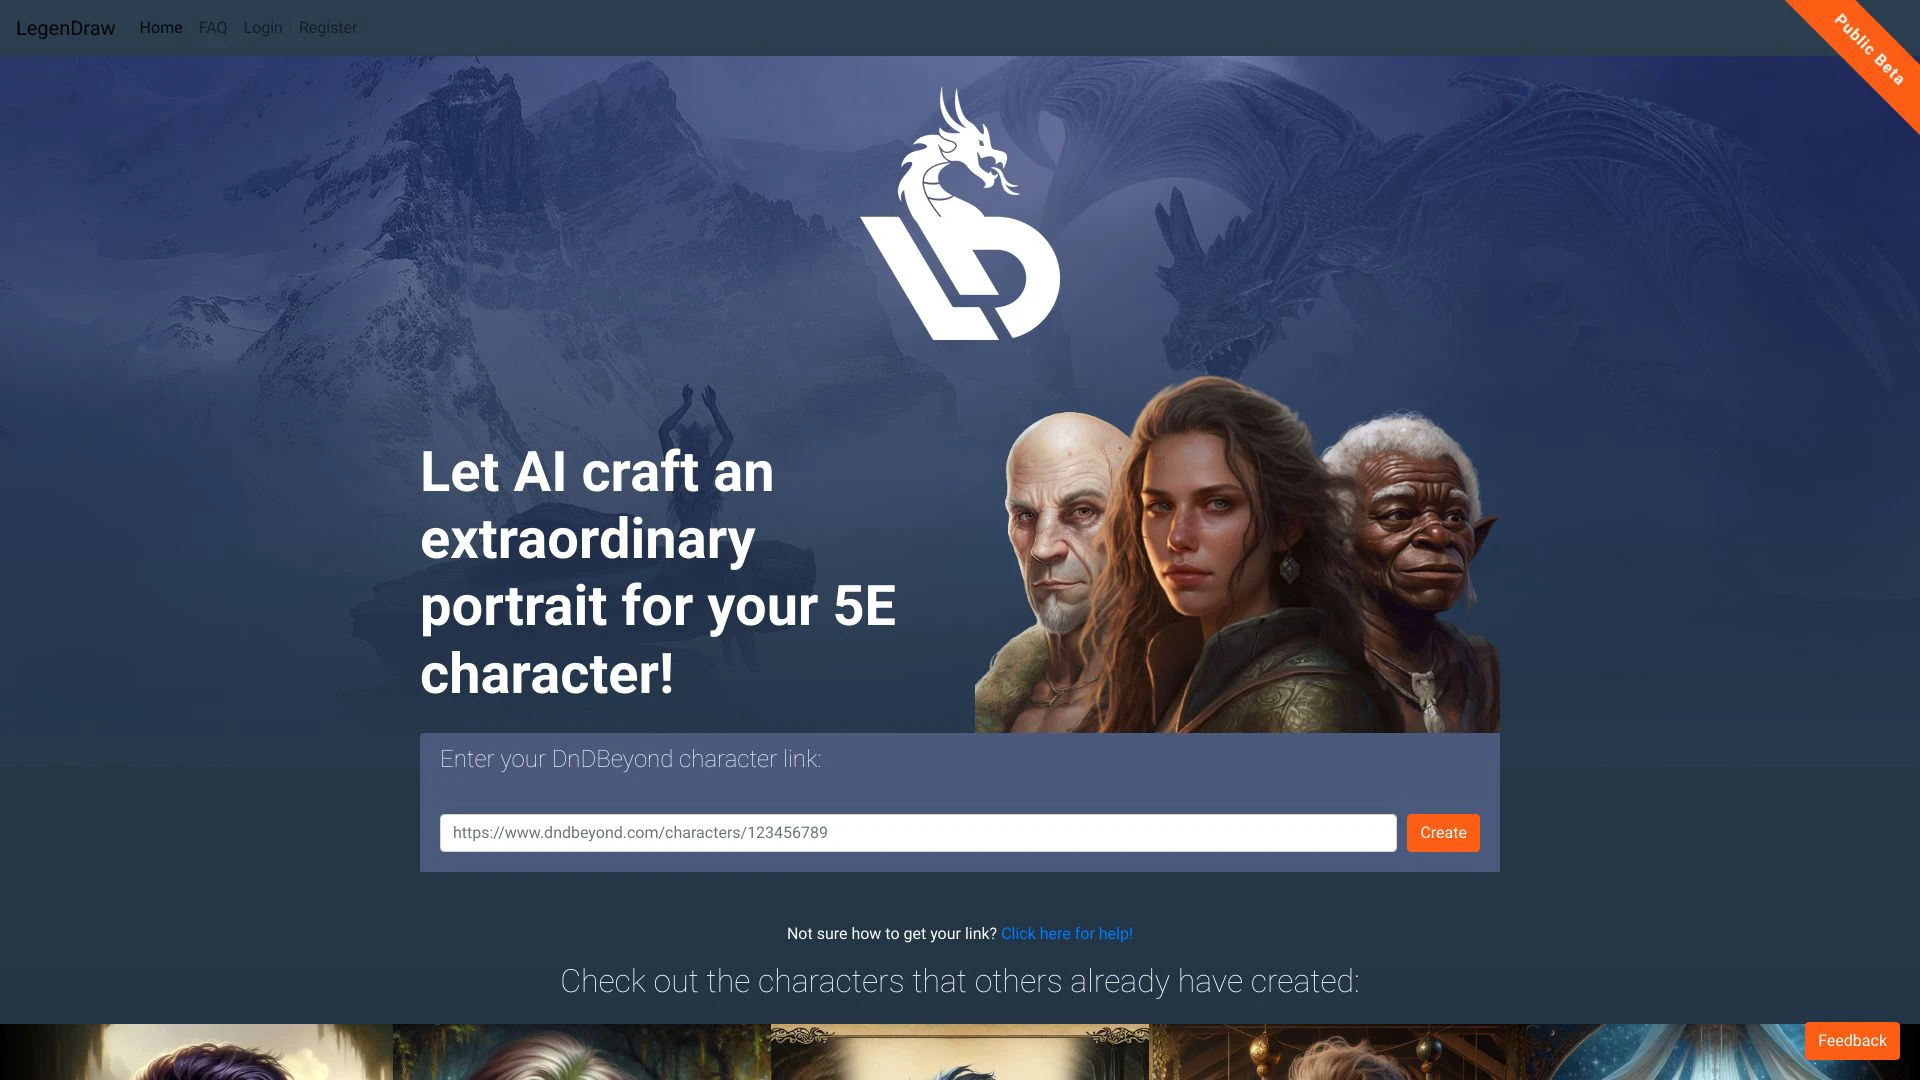 LegenDraw
Home
FAQ
Login
Register
Public Beta
Let AI craft an
extraordinary
portrait for your 5E
character!
Enter your DnDBeyond character link:
https://www.dndbeyond.com/characters/123456789
Create
Not sure how to get your link? Click here for help!
Check out the characters that others already have created:
Feedback